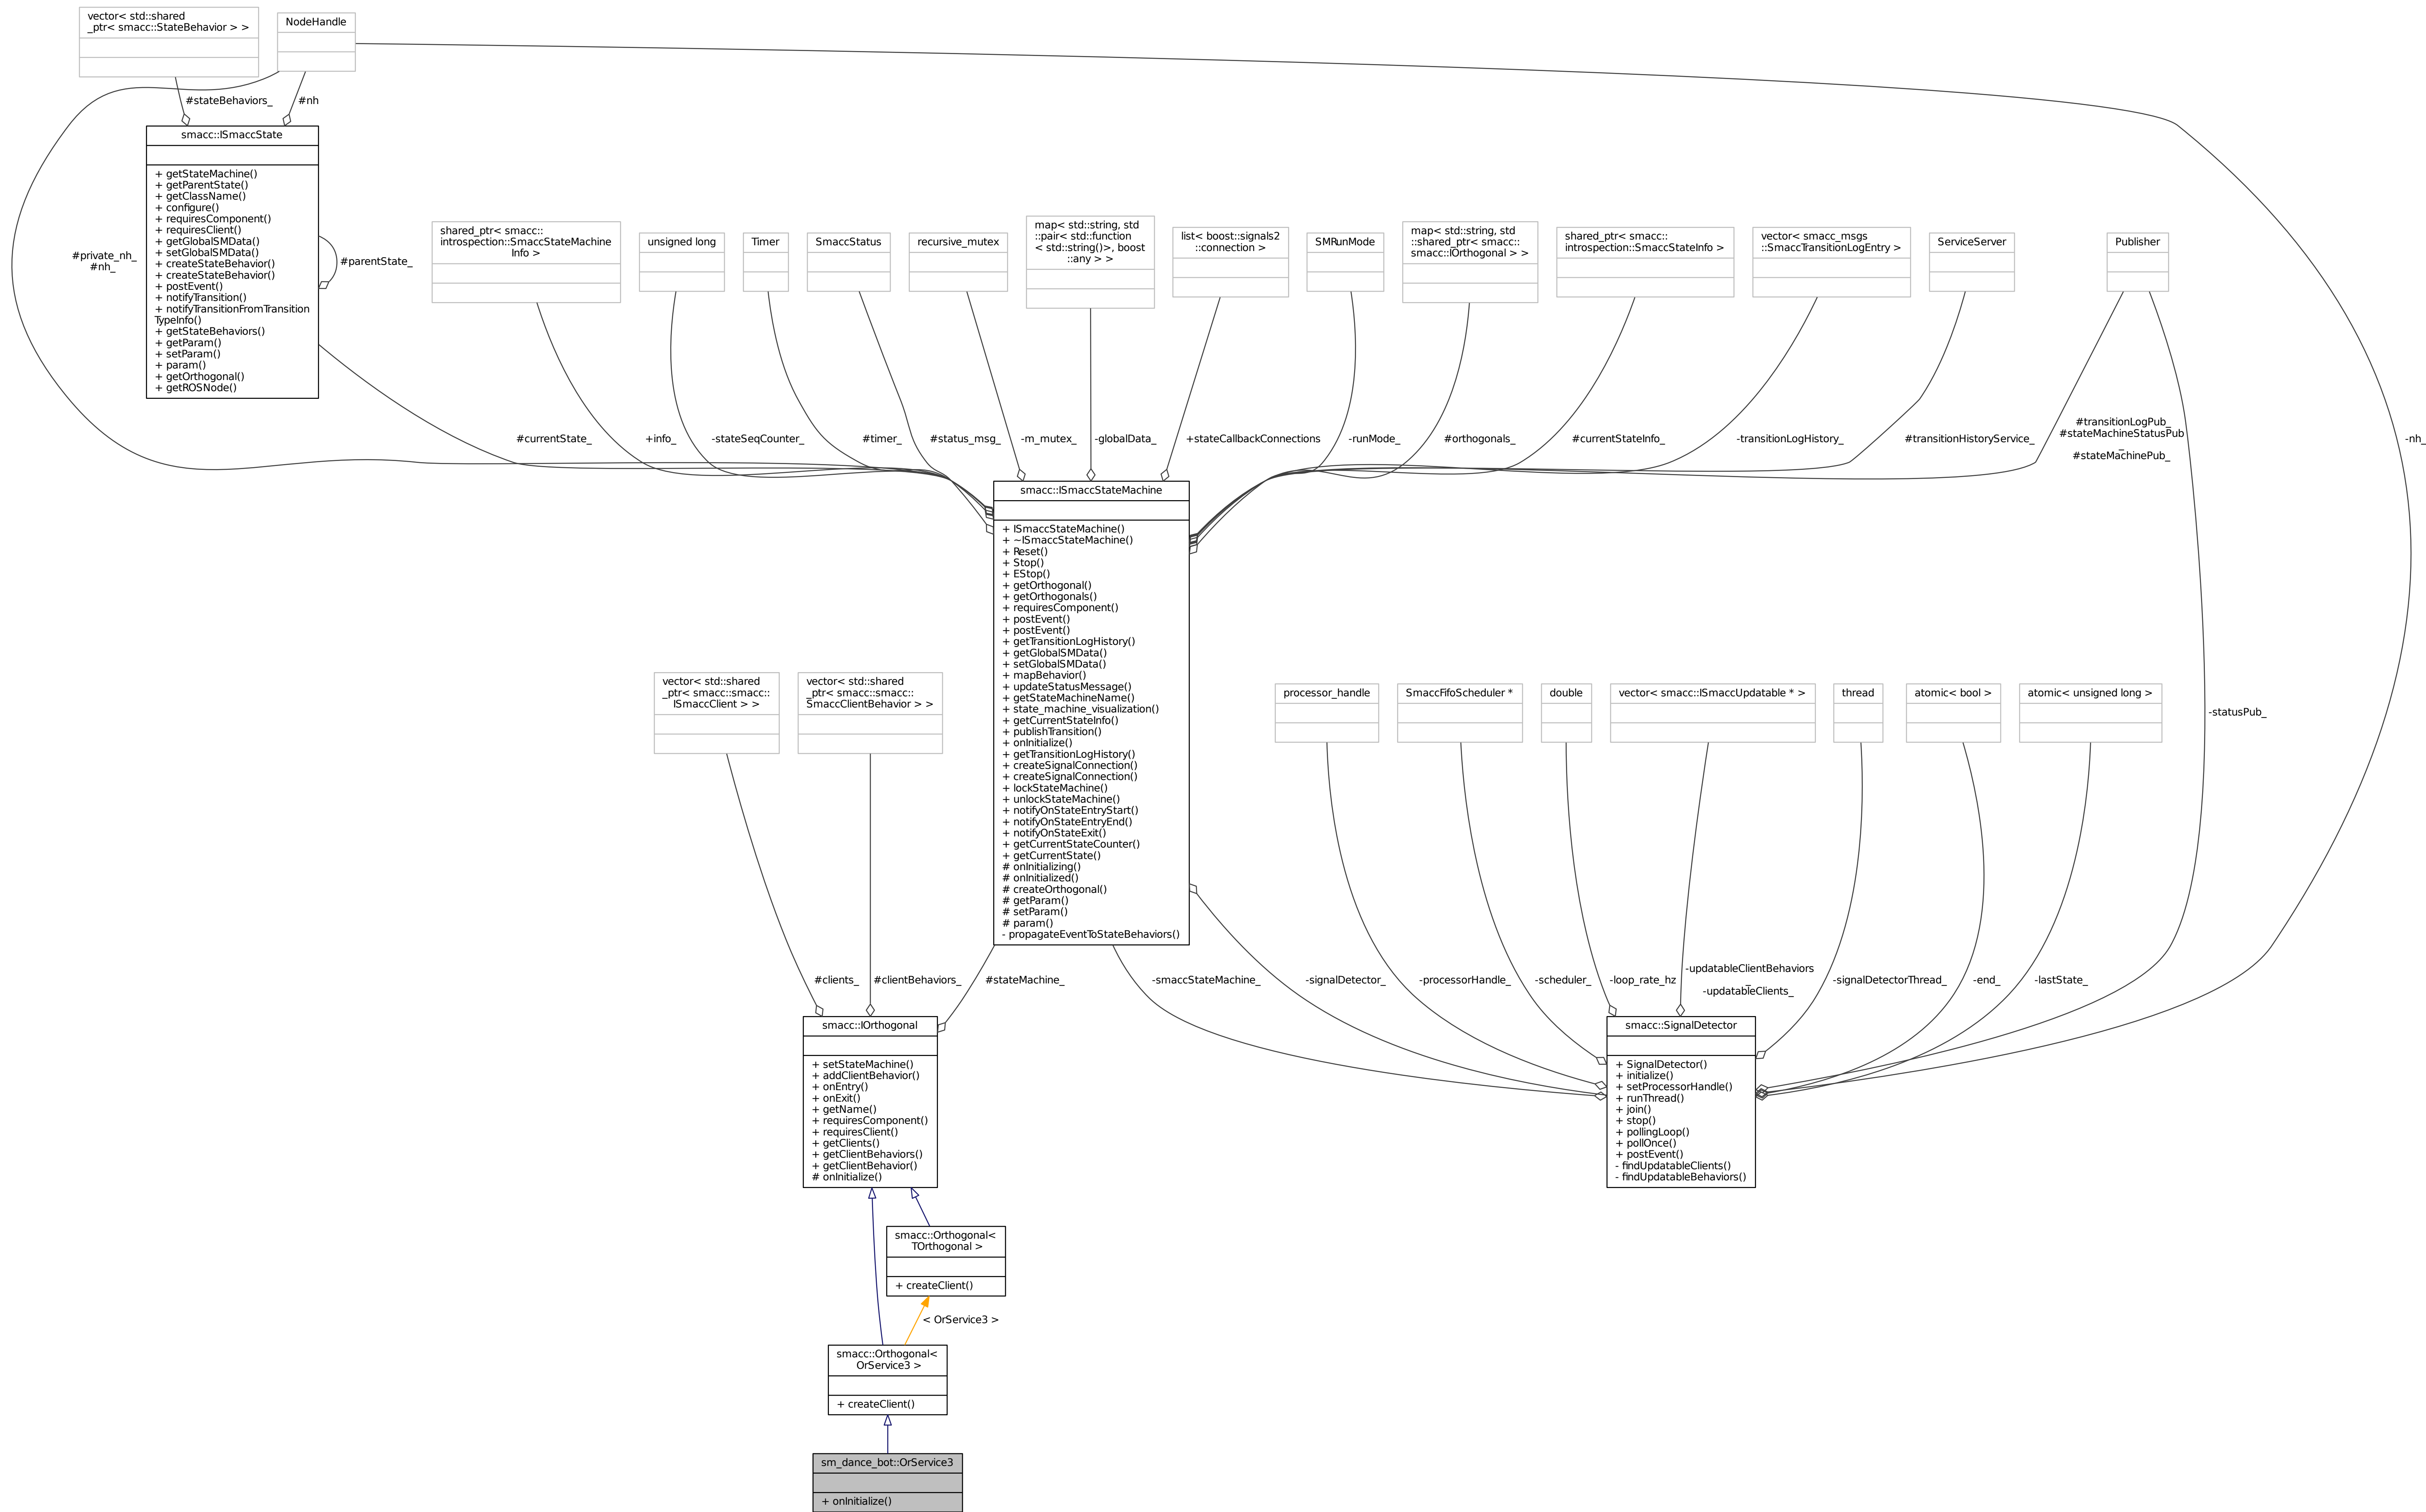 vector< std::shared
_ptr< smacc::StateBehavior > >
NodeHandle
#stateBehaviors_
#nh
smacc::ISmaccState
+ getStateMachine()
+ getParentState()
+ getClassName()
+ configure()
+ requiresComponent()
+ requiresClient()
+ getGlobalSMData()
+ setGlobalSMData()
+ createStateBehavior()
+ createStateBehavior()
+ postEvent()
+ notifyTransition()
+ notifyTransitionFromTransition
TypeInfo()
+ getStateBehaviors()
+ getParam()
+ setParam()
+ param()
+ getOrthogonal()
+ getROSNode()
#private_nh_
#nh_
#parentState_
shared_ptr< smacc::
introspection::SmaccStateMachine
Info >
unsigned long
Timer
SmaccStatus
recursive_mutex
map< std::string, std
::pair< std::function
< std::string()>, boost
::any > >
list< boost::signals2
::connection >
SMRunMode
map< std::string, std
::shared_ptr< smacc::
smacc::IOrthogonal > >
shared_ptr< smacc::
introspection::SmaccStateInfo >
vector< smacc_msgs
::SmaccTransitionLogEntry >
ServiceServer
Publisher
#currentState_
+info_
-stateSeqCounter_
#timer_
#status_msg_
-m_mutex_
-globalData_
+stateCallbackConnections
-runMode_
#orthogonals_
#currentStateInfo_
-transitionLogHistory_
#transitionHistoryService_
#transitionLogPub_
#stateMachineStatusPub
_
#stateMachinePub_
-nh_
smacc::ISmaccStateMachine
+ ISmaccStateMachine()
+ ~ISmaccStateMachine()
+ Reset()
+ Stop()
+ EStop()
+ getOrthogonal()
+ getOrthogonals()
+ requiresComponent()
+ postEvent()
+ postEvent()
+ getTransitionLogHistory()
+ getGlobalSMData()
+ setGlobalSMData()
+ mapBehavior()
+ updateStatusMessage()
+ getStateMachineName()
+ state_machine_visualization()
+ getCurrentStateInfo()
+ publishTransition()
+ onInitialize()
+ getTransitionLogHistory()
+ createSignalConnection()
+ createSignalConnection()
+ lockStateMachine()
+ unlockStateMachine()
+ notifyOnStateEntryStart()
+ notifyOnStateEntryEnd()
+ notifyOnStateExit()
+ getCurrentStateCounter()
+ getCurrentState()
# onInitializing()
# onInitialized()
# createOrthogonal()
# getParam()
# setParam()
# param()
- propagateEventToStateBehaviors()
vector< std::shared
_ptr< smacc::smacc::
ISmaccClient > >
vector< std::shared
_ptr< smacc::smacc::
SmaccClientBehavior > >
processor_handle
SmaccFifoScheduler *
double
vector< smacc::ISmaccUpdatable * >
thread
atomic< bool >
atomic< unsigned long >
-statusPub_
#clients_
#clientBehaviors_
#stateMachine_
-smaccStateMachine_
-signalDetector_
-processorHandle_
-scheduler_
-loop_rate_hz
-updatableClientBehaviors
_
-updatableClients_
-signalDetectorThread_
-end_
-lastState_
smacc::IOrthogonal
+ setStateMachine()
+ addClientBehavior()
+ onEntry()
+ onExit()
+ getName()
+ requiresComponent()
+ requiresClient()
+ getClients()
+ getClientBehaviors()
+ getClientBehavior()
# onInitialize()
smacc::SignalDetector
+ SignalDetector()
+ initialize()
+ setProcessorHandle()
+ runThread()
+ join()
+ stop()
+ pollingLoop()
+ pollOnce()
+ postEvent()
- findUpdatableClients()
- findUpdatableBehaviors()
smacc::Orthogonal<
TOrthogonal >
+ createClient()
< OrService3 >
smacc::Orthogonal<
OrService3 >
+ createClient()
sm_dance_bot::OrService3
+ onInitialize()